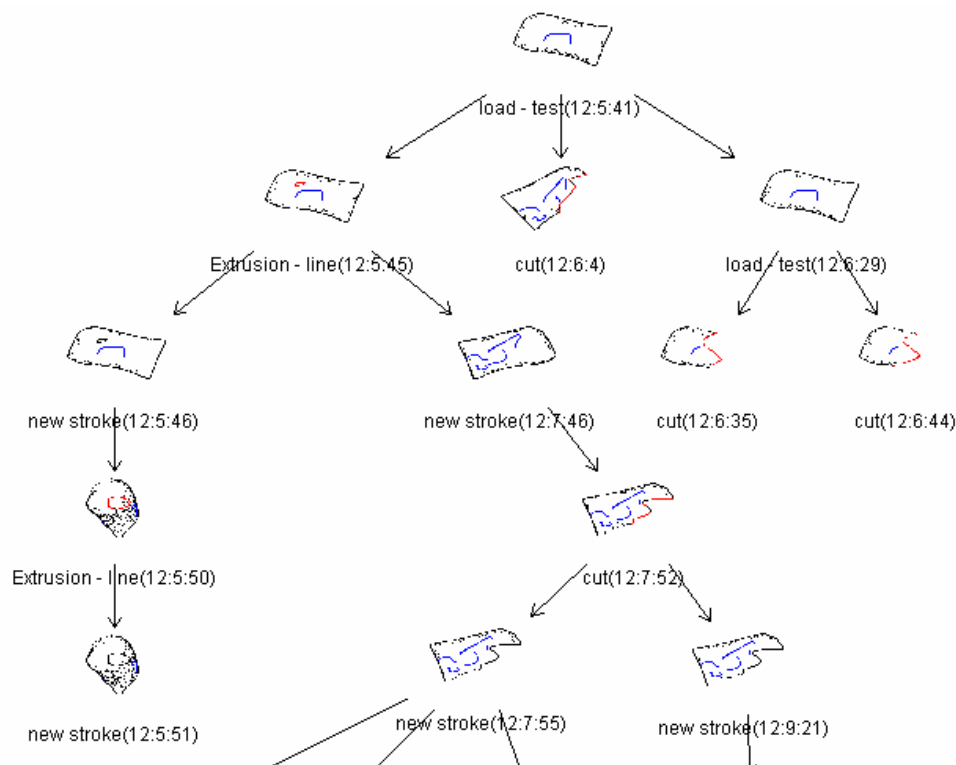 load - test(12:5:41)
Extrusion - line(12:5:45)
cut(12:6:4)
load - test(12:6:29)
new stroke(12:5:46)
new stroke(12:7:46)
cut(12:6:35)
cut(12:6:44)
Extrusion - line(12:5:50)
cut(12:7:52)
new stroke(12:5:51)
new stroke(12:7:55)
new stroke(12:9:21)